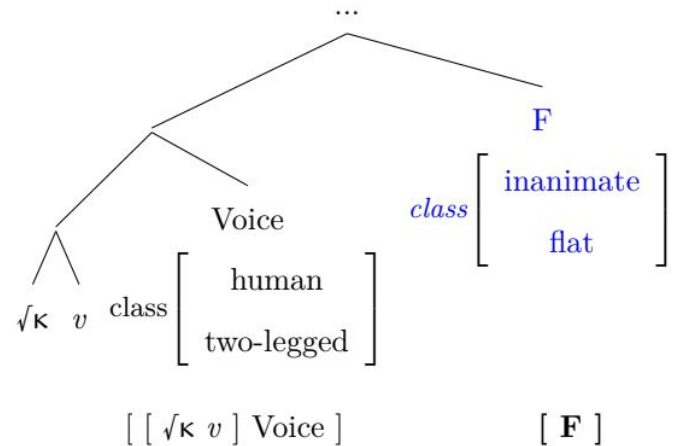 ...
F
class [ inanimate
flat ]
Voice
√κ v class [ human
two-legged ]
[ [ √κ v ] Voice ] [ F ]